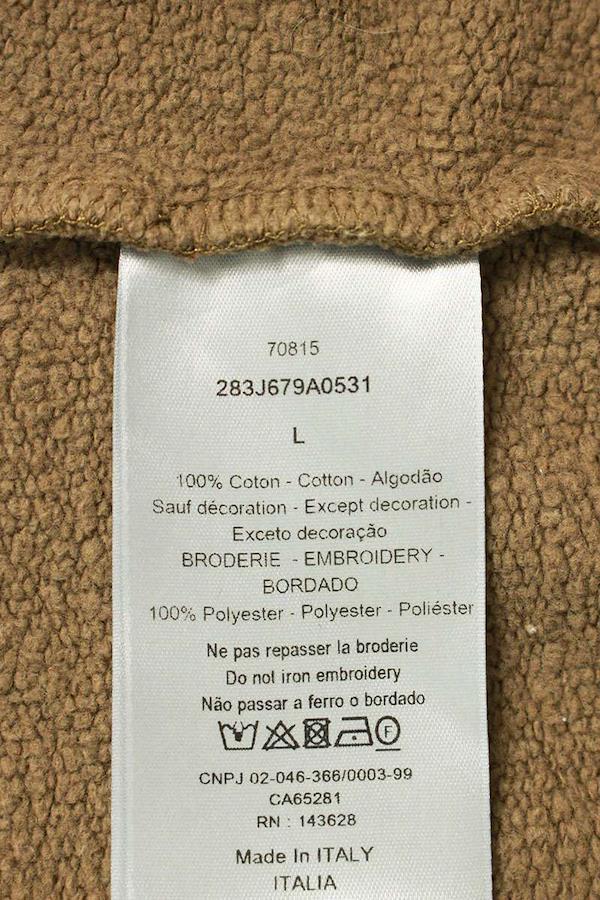 70815
283J679A0531
L
100% Coton - Cotton - Algodão
Sauf décoration - Except decoration -
Exceto decoração
BRODERIE - EMBROIDERY -
BORDADO
100% Polyester - Polyester - Poliéster
Ne pas repasser la broderie
Do not iron embroidery
Não passar a ferro o bordado
F
CNPJ 02-046-366/0003-99
CA65281
RN : 143628
Made In ITALY
ITALIA